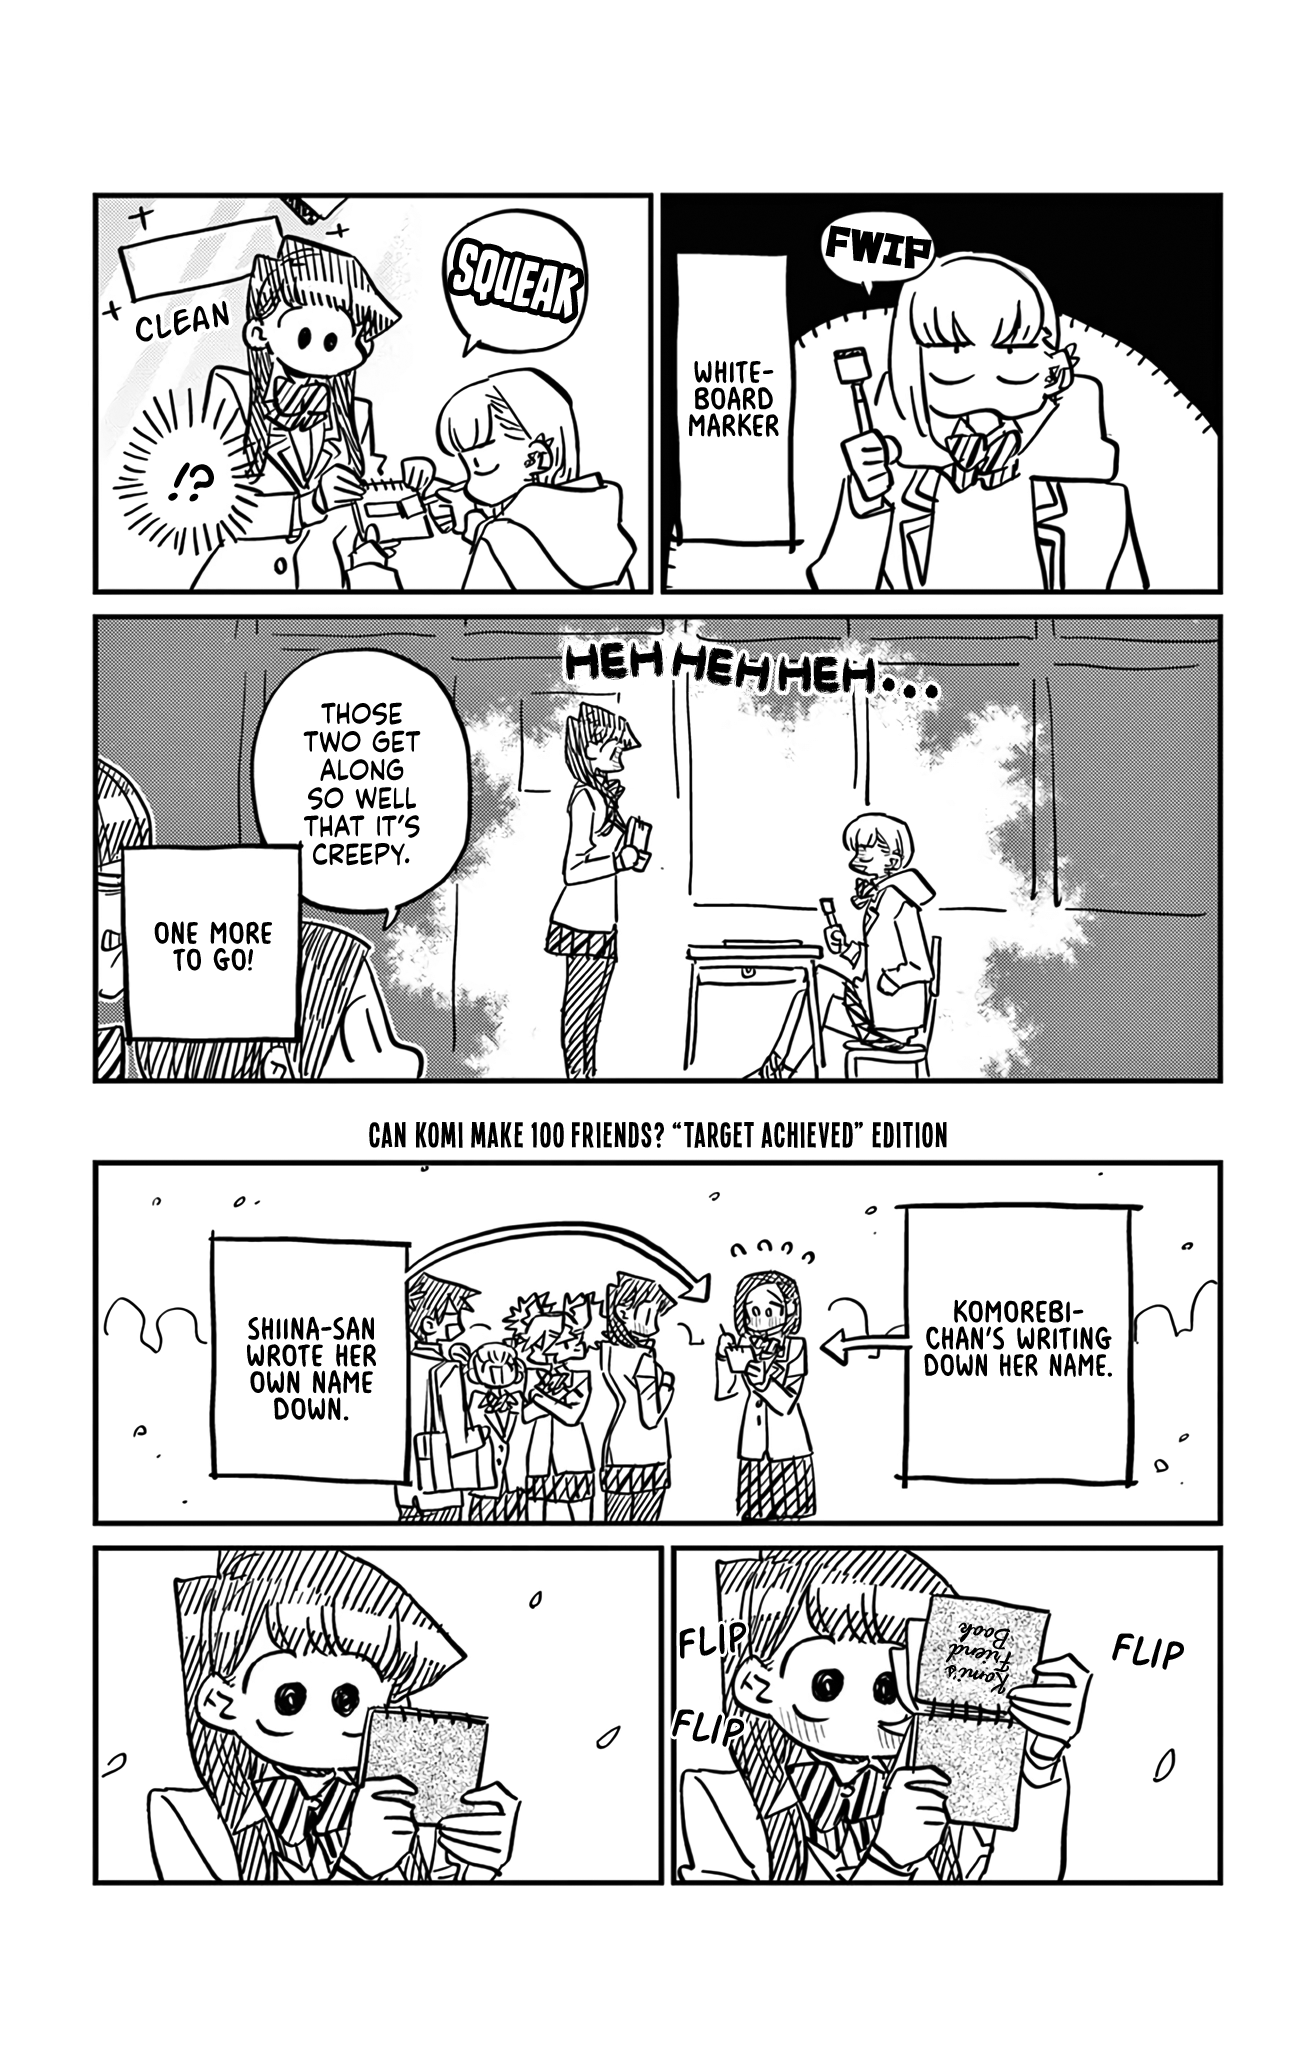 FWIP
WHITE-
BOARD
MARKER
SQUEAK
CLEAN
!?
HEH HEH HEH...
THOSE
TWO GET
ALONG
SO WELL
THAT IT'S
CREEPY.
ONE MORE
TO GO!
CAN KOMI MAKE 100 FRIENDS? “TARGET ACHIEVED” EDITION
KOMOREBI-
CHAN'S WRITING
DOWN HER NAME.
SHIINA-SAN
WROTE HER
OWN NAME
DOWN.
FLIP
FLIP
FLIP
Komi's
Friend
Book